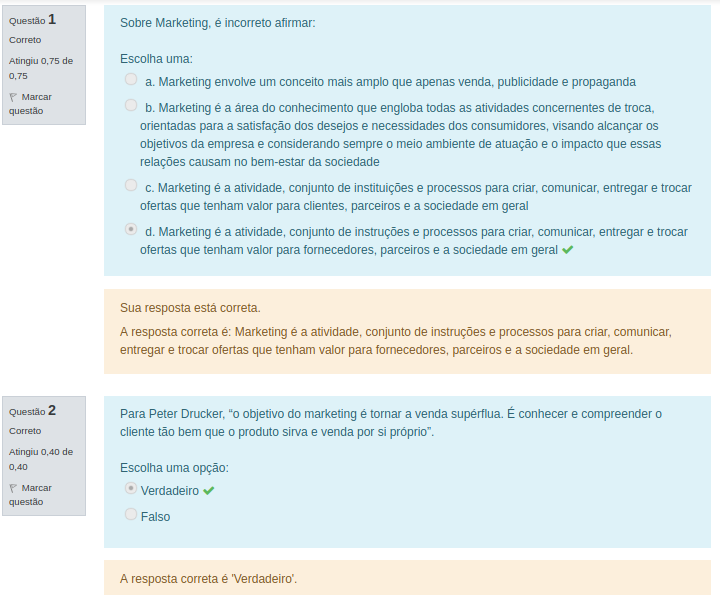 Questão 1
Correto
Atingiu 0,75 de
0,75
Marcar
questão
Sobre Marketing, é incorreto afirmar:
Escolha uma:
a. Marketing envolve um conceito mais amplo que apenas venda, publicidade e propaganda
b. Marketing é a área do conhecimento que engloba todas as atividades concernentes de troca,
orientadas para a satisfação dos desejos e necessidades dos consumidores, visando alcançar os
objetivos da empresa e considerando sempre o meio ambiente de atuação e o impacto que essas
relações causam no bem-estar da sociedade
c. Marketing é a atividade, conjunto de instituições e processos para criar, comunicar, entregar e trocar
ofertas que tenham valor para clientes, parceiros e a sociedade em geral
d. Marketing é a atividade, conjunto de instruções e processos para criar, comunicar, entregar e trocar
ofertas que tenham valor para fornecedores, parceiros e a sociedade em geral
Sua resposta está correta.
A resposta correta é: Marketing é a atividade, conjunto de instruções e processos para criar, comunicar,
entregar e trocar ofertas que tenham valor para fornecedores, parceiros e a sociedade em geral.
Questão 2
Correto
Atingiu 0,40 de
0,40
Marcar
questão
Para Peter Drucker, “o objetivo do marketing é tornar a venda supérflua. É conhecer e compreender o
cliente tão bem que o produto sirva e venda por si próprio”.
Escolha uma opção:
Verdadeiro
Falso
A resposta correta é 'Verdadeiro'.